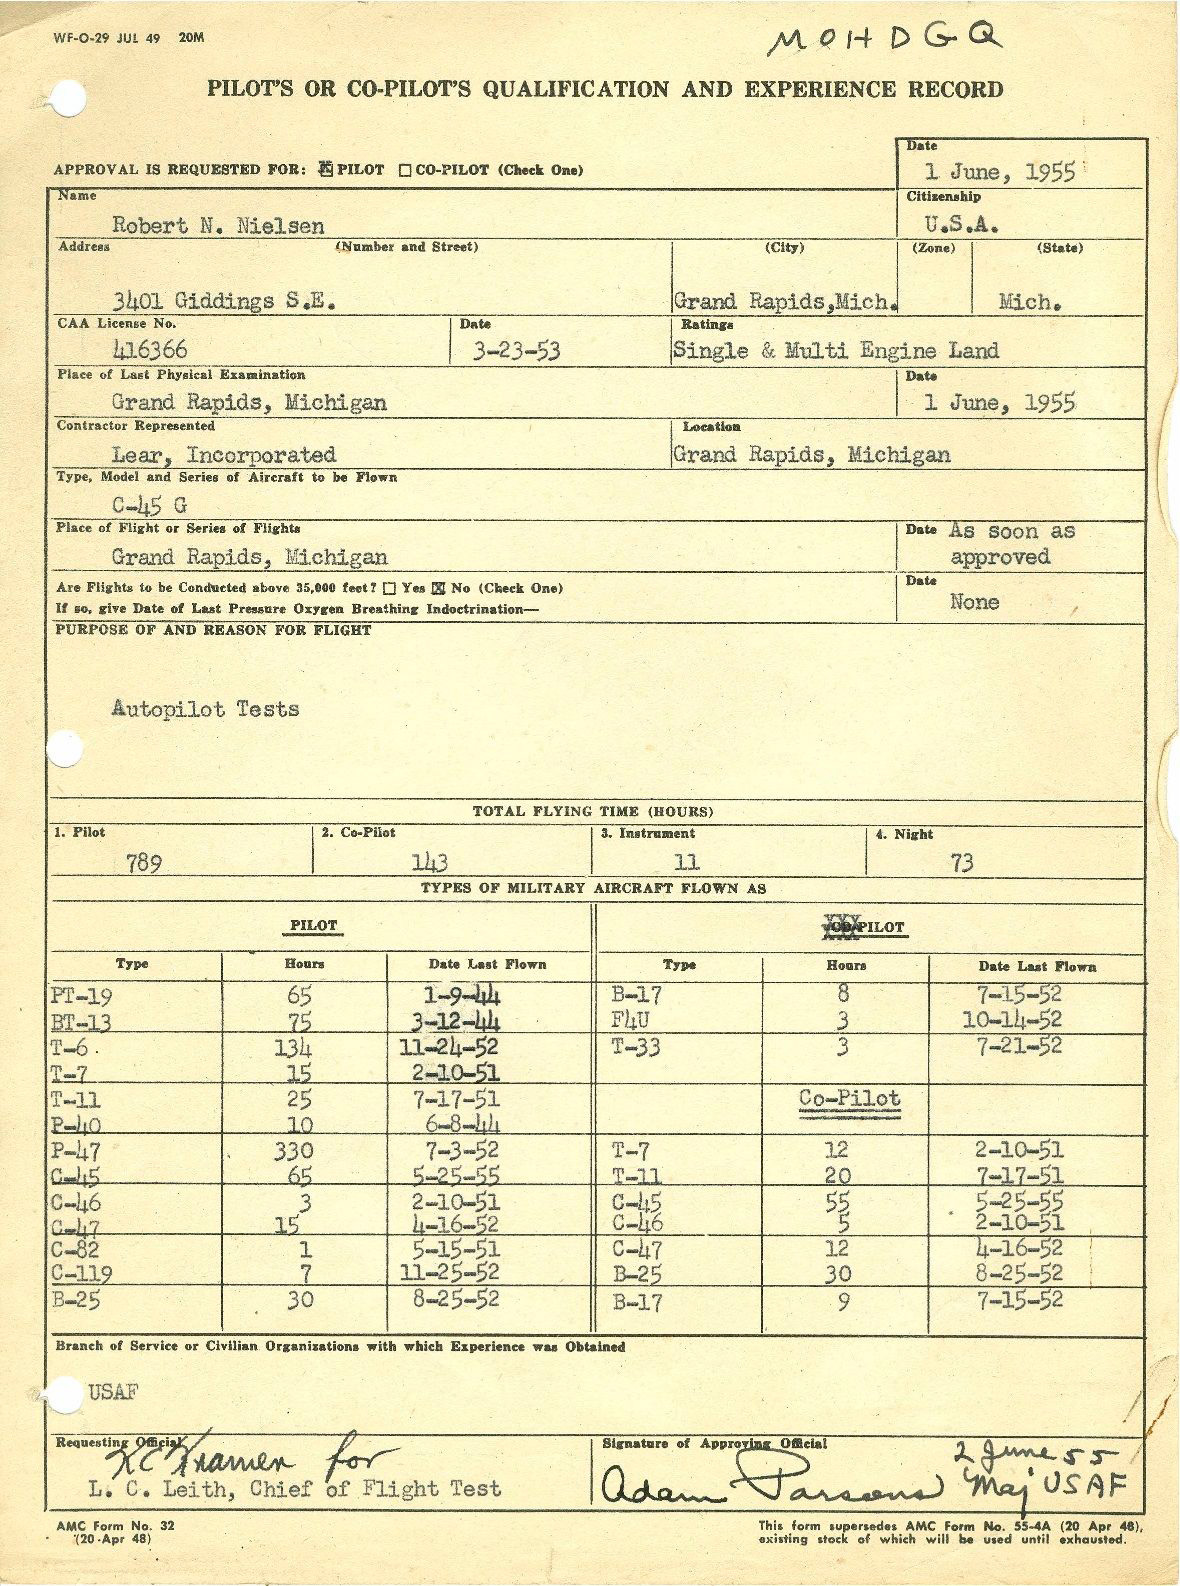 WF-O-29 JUL 49 20M
MOHDGQ
PILOT'S OR CO-PILOT'S QUALIFICATION AND EXPERIENCE RECORD
APPROVAL IS REQUESTED FOR: ☒ PILOT ☐ CO-PILOT (Check One)
Date
1 June, 1955
Name
Robert N. Nielsen
Citizenship
U.S.A.
Address (Number and Street) (City) (Zone) (State)
3401 Giddings S.E. Grand Rapids,Mich. Mich.
CAA License No. Date Ratings
416366 3-23-53 Single & Multi Engine Land
Place of Last Physical Examination Date
Grand Rapids, Michigan 1 June, 1955
Contractor Represented Location
Lear, Incorporated Grand Rapids, Michigan
Type, Model and Series of Aircraft to be Flown
C-45 G
Place of Flight or Series of Flights Date As soon as
Grand Rapids, Michigan approved
Are Flights to be Conducted above 35,000 feet? ☐ Yes ☒ No (Check One) Date
If so, give Date of Last Pressure Oxygen Breathing Indoctrination— None
PURPOSE OF AND REASON FOR FLIGHT
Autopilot Tests
TOTAL FLYING TIME (HOURS)
1. Pilot 2. Co-Pilot 3. Instrument 4. Night
789 143 11 73
TYPES OF MILITARY AIRCRAFT FLOWN AS
PILOT XXXPILOT
Type Hours Date Last Flown Type Hours Date Last Flown
PT-19 65 1-9-44 B-17 8 7-15-52
BT-13 75 3-12-44 F4U 3 10-14-52
T-6 134 11-24-52 T-33 3 7-21-52
T-7 15 2-10-51
T-11 25 7-17-51 Co-Pilot
P-40 10 6-8-44
P-47 330 7-3-52 T-7 12 2-10-51
C-45 65 5-25-55 T-11 20 7-17-51
C-46 3 2-10-51 C-45 55 5-25-55
C-47 15 4-16-52 C-46 5 2-10-51
C-82 1 5-15-51 C-47 12 4-16-52
C-119 7 11-25-52 B-25 30 8-25-52
B-25 30 8-25-52 B-17 9 7-15-52
Branch of Service or Civilian Organizations with which Experience was Obtained
USAF
Requesting Official Signature of Approving Official 2 June 55
KC Kramer for Adam Parsons Maj USAF
L. C. Leith, Chief of Flight Test
AMC Form No. 32 This form supersedes AMC Form No. 55-4A (20 Apr 48),
(20 Apr 48) existing stock of which will be used until exhausted.